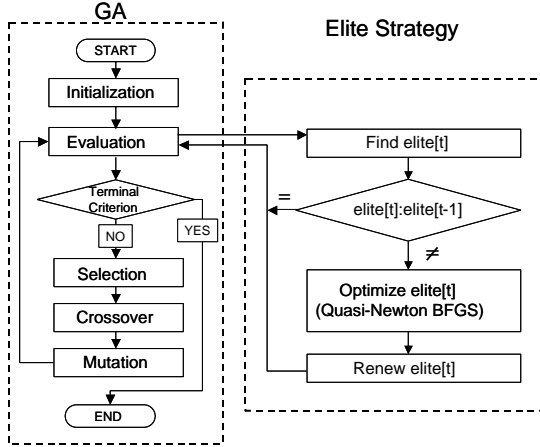 GA
START
Initialization
Evaluation
Terminal
Criterion
NO
YES
Selection
Crossover
Mutation
END
Elite Strategy
Find elite[t]
=
elite[t]:elite[t-1]
≠
Optimize elite[t]
(Quasi-Newton BFGS)
Renew elite[t]